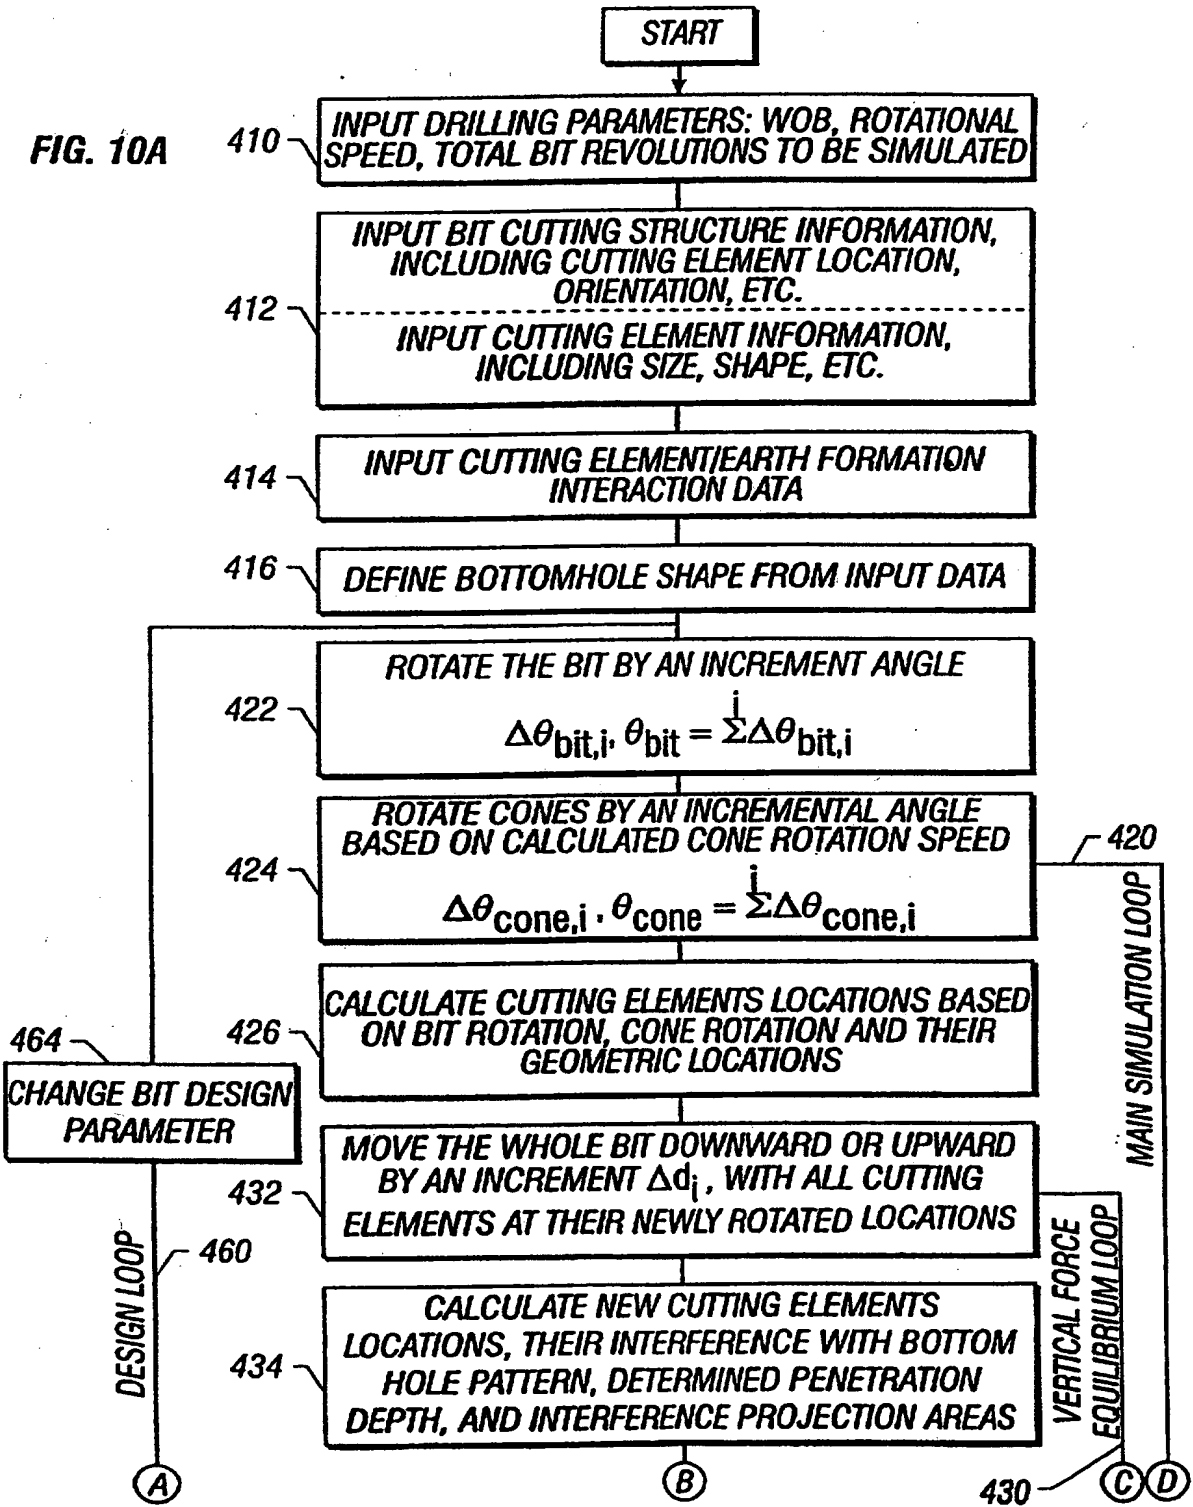 START
FIG. 10A
410
INPUT DRILLING PARAMETERS: WOB, ROTATIONAL
SPEED, TOTAL BIT REVOLUTIONS TO BE SIMULATED
412
INPUT BIT CUTTING STRUCTURE INFORMATION,
INCLUDING CUTTING ELEMENT LOCATION,
ORIENTATION, ETC.
INPUT CUTTING ELEMENT INFORMATION,
INCLUDING SIZE, SHAPE, ETC.
414
INPUT CUTTING ELEMENT/EARTH FORMATION
INTERACTION DATA
416
DEFINE BOTTOMHOLE SHAPE FROM INPUT DATA
422
ROTATE THE BIT BY AN INCREMENT ANGLE
Δθbit,i, θbit = i Σ Δθbit,i
424
ROTATE CONES BY AN INCREMENTAL ANGLE
BASED ON CALCULATED CONE ROTATION SPEED
Δθcone,i, θcone = i Σ Δθcone,i
420
MAIN SIMULATION LOOP
426
CALCULATE CUTTING ELEMENTS LOCATIONS BASED
ON BIT ROTATION, CONE ROTATION AND THEIR
GEOMETRIC LOCATIONS
464
CHANGE BIT DESIGN
PARAMETER
432
MOVE THE WHOLE BIT DOWNWARD OR UPWARD
BY AN INCREMENT Δdi, WITH ALL CUTTING
ELEMENTS AT THEIR NEWLY ROTATED LOCATIONS
DESIGN LOOP
460
434
CALCULATE NEW CUTTING ELEMENTS
LOCATIONS, THEIR INTERFERENCE WITH BOTTOM
HOLE PATTERN, DETERMINED PENETRATION
DEPTH, AND INTERFERENCE PROJECTION AREAS
VERTICAL FORCE
EQUILIBRIUM LOOP
430
A
B
C
D